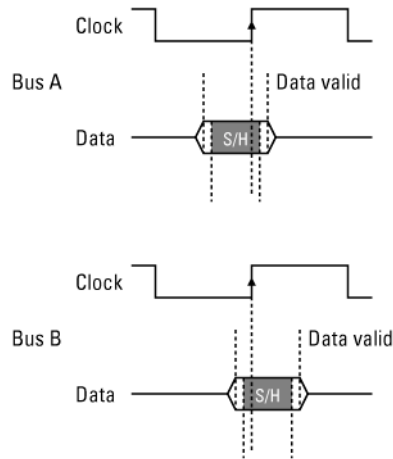 Clock
Bus A
Data valid
Data
S/H
Clock
Bus B
Data valid
Data
S/H